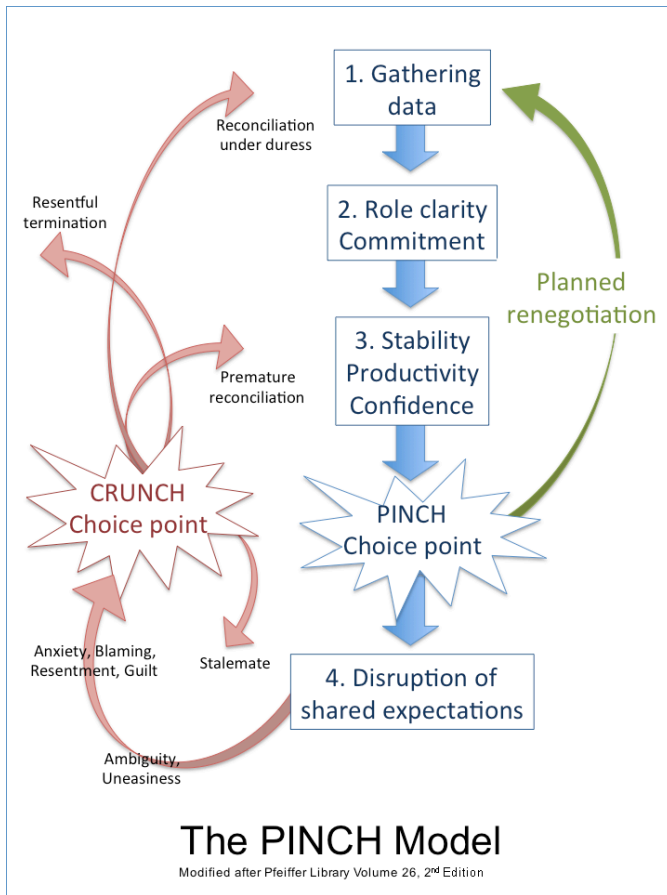 1. Gathering
data
Reconciliation
under duress
Resentful
termination
2. Role clarity
Commitment
Planned
renegotiation
3. Stability
Productivity
Confidence
Premature
reconciliation
CRUNCH
Choice point
PINCH
Choice point
Anxiety, Blaming,
Resentment, Guilt
Stalemate
4. Disruption of
shared expectations
Ambiguity,
Uneasiness
The PINCH Model
Modified after Pfeiffer Library Volume 26, 2nd Edition